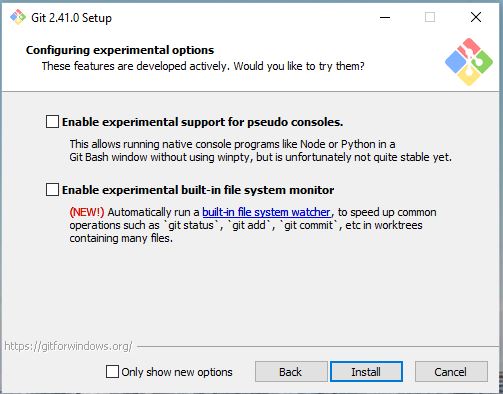 Git 2.41.0 Setup
Configuring experimental options
These features are developed actively. Would you like to try them?
Enable experimental support for pseudo consoles.
This allows running native console programs like Node or Python in a
Git Bash window without using winpty, but is unfortunately not quite stable yet.
Enable experimental built-in file system monitor
(NEW!) Automatically run a built-in file system watcher, to speed up common
operations such as `git status`, `git add`, `git commit`, etc in worktrees
containing many files.
https://gitforwindows.org/
Only show new options Back Install Cancel